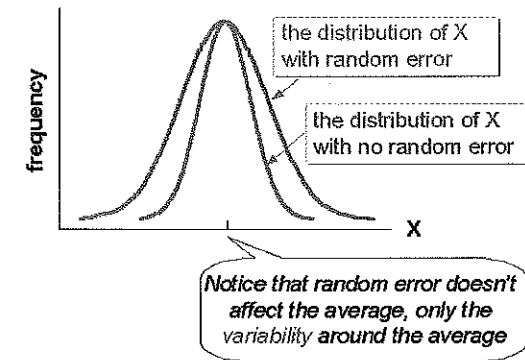 the distribution of X
with random error
the distribution of X
with no random error
frequency
X
Notice that random error doesn't
affect the average, only the
variability around the average